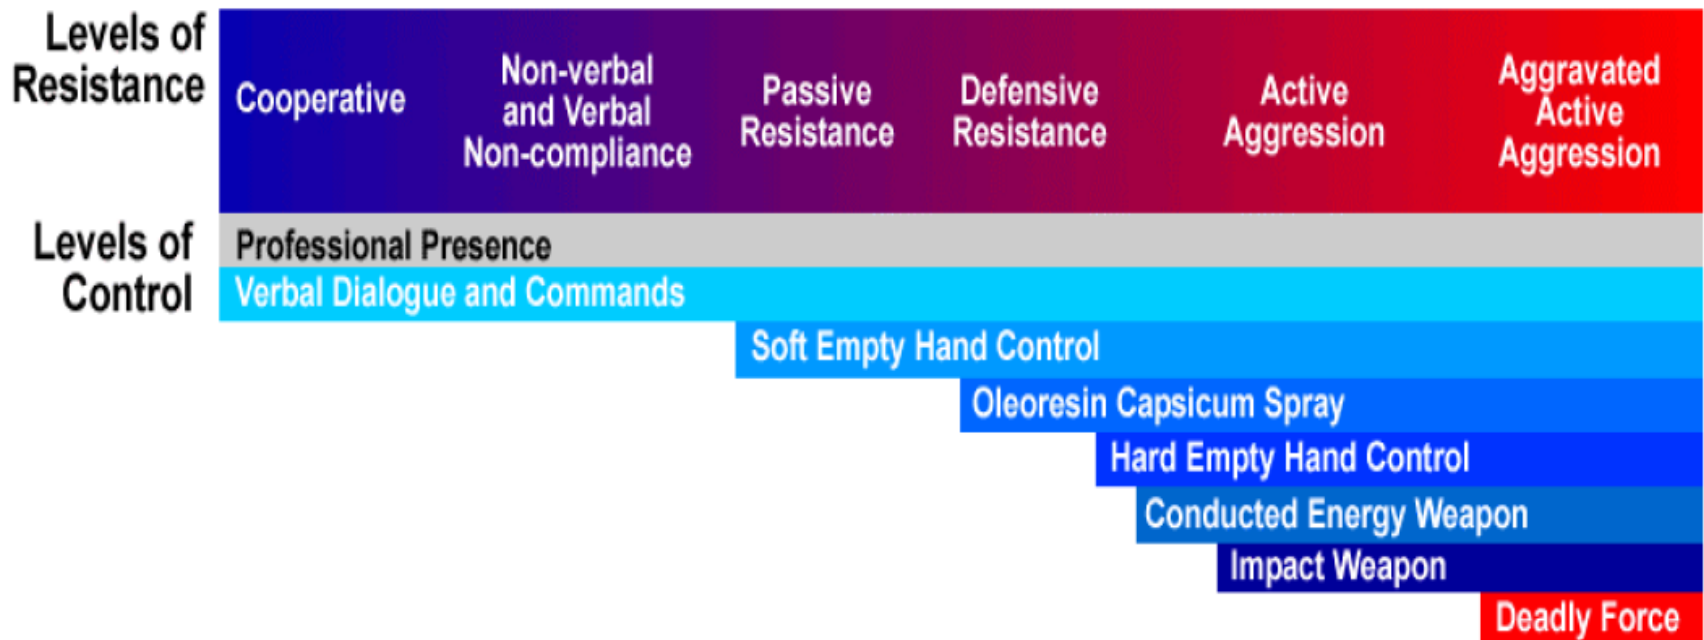 Levels of
Resistance
Cooperative
Non-verbal
and Verbal
Non-compliance
Passive
Resistance
Defensive
Resistance
Active
Aggression
Aggravated
Active
Aggression
Levels of
Control
Professional Presence
Verbal Dialogue and Commands
Soft Empty Hand Control
Oleoresin Capsicum Spray
Hard Empty Hand Control
Conducted Energy Weapon
Impact Weapon
Deadly Force